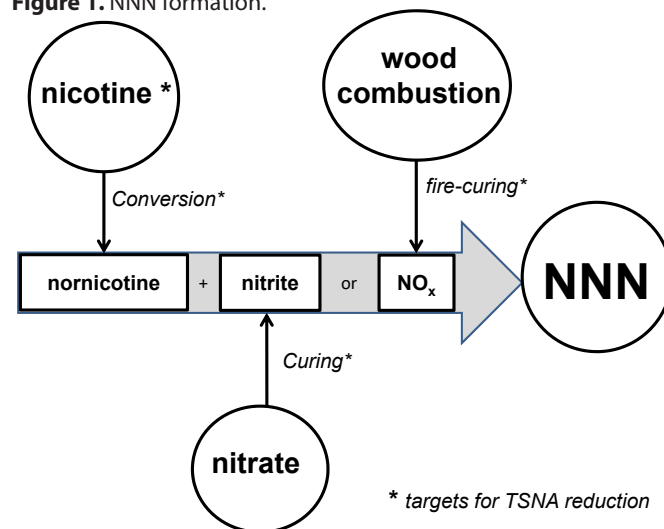 Figure 1. NNN formation.
nicotine *
wood
combustion
Conversion*
fire-curing*
nornicotine + nitrite or NOx
NNN
Curing*
nitrate
* targets for TSNA reduction